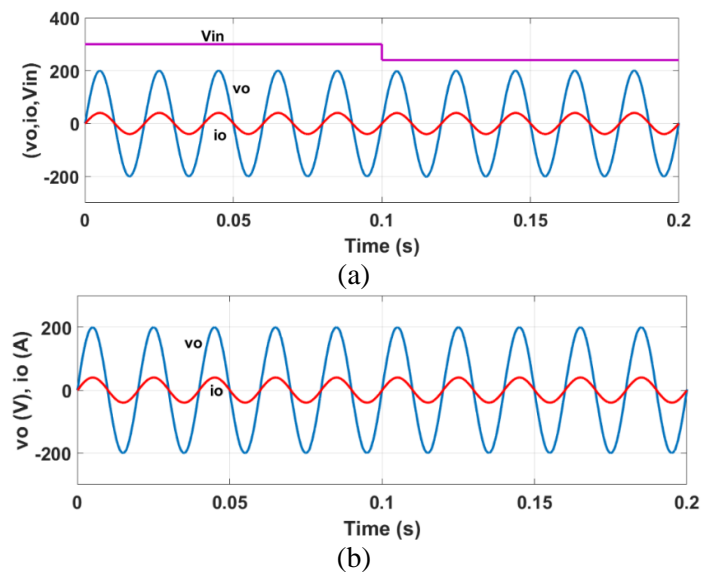 400
Vin
200
vo
0
io
-200
(vo,io,Vin)
0
0.05
0.1
0.15
0.2
Time (s)
(a)
200
vo
0
io
-200
vo (V), io (A)
0
0.05
0.1
0.15
0.2
Time (s)
(b)